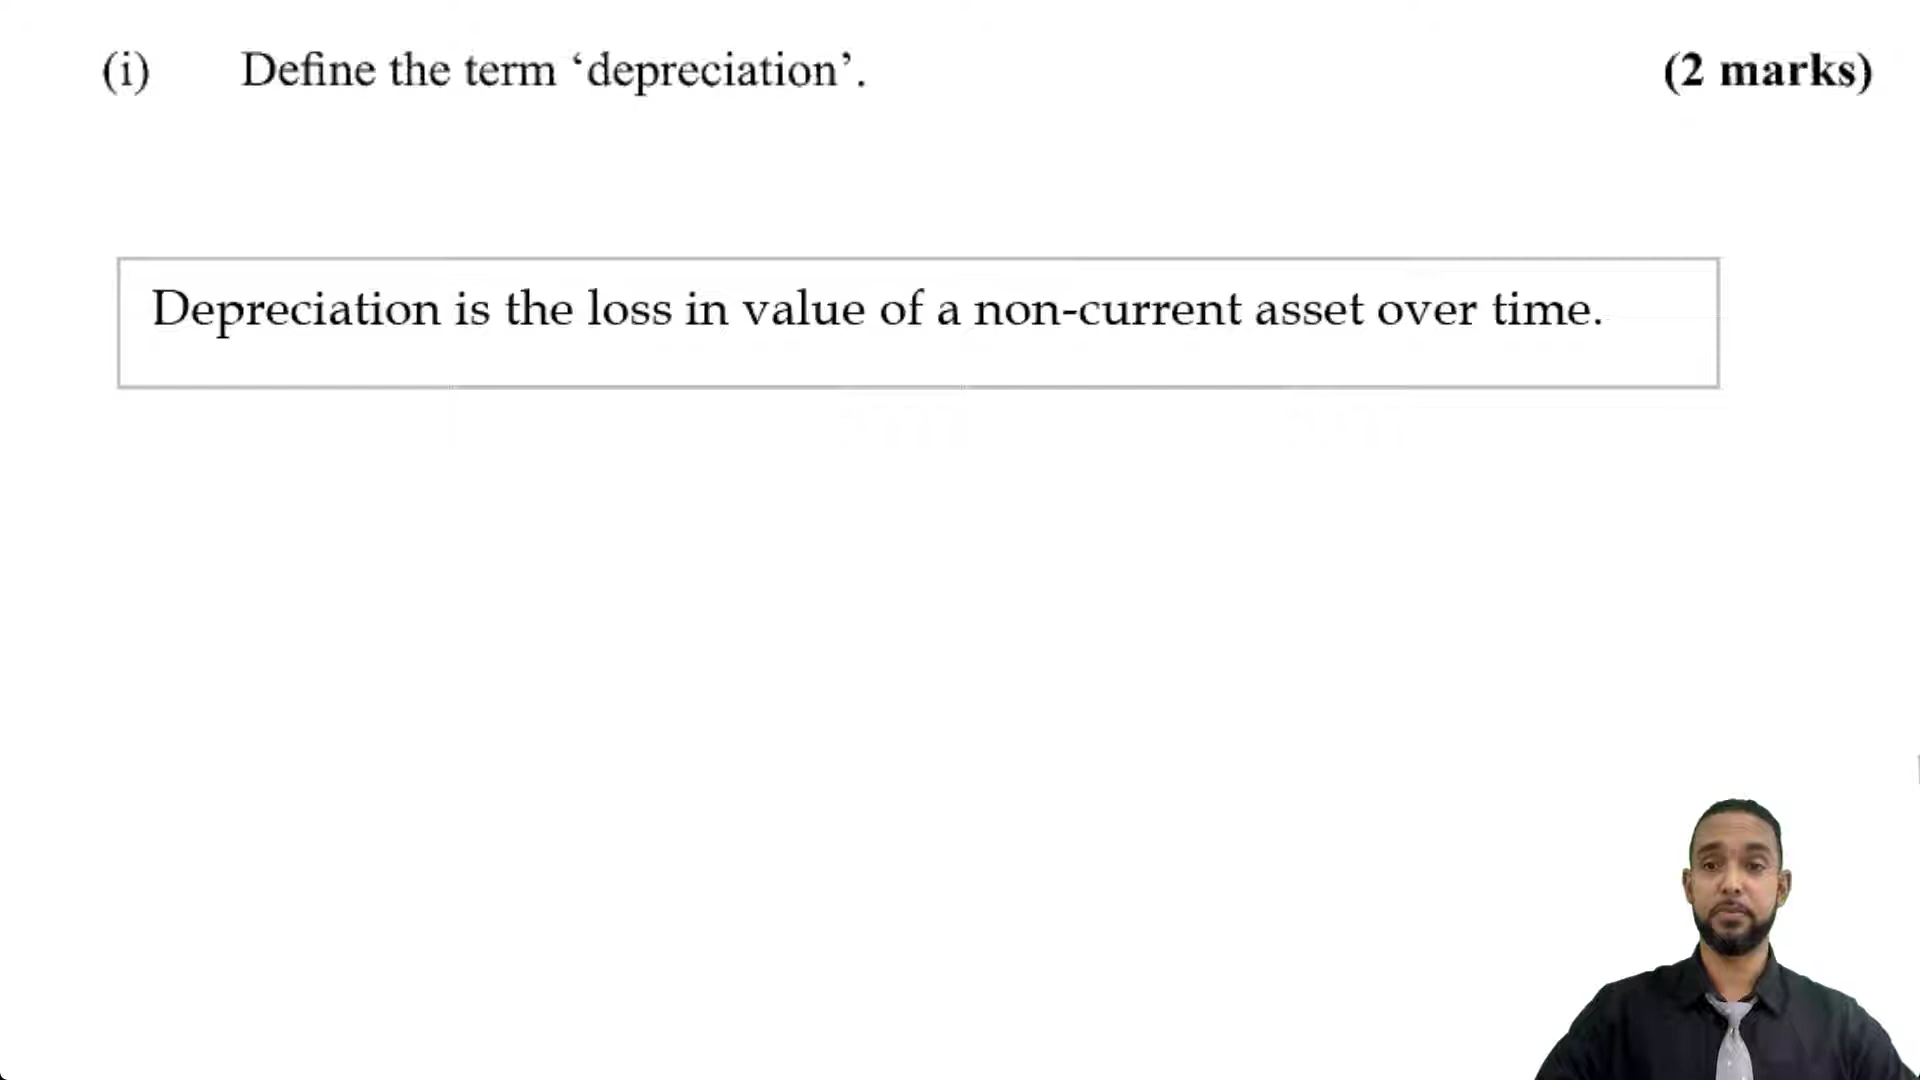 (i) Define the term ‘depreciation’. (2 marks)
Depreciation is the loss in value of a non-current asset over time.